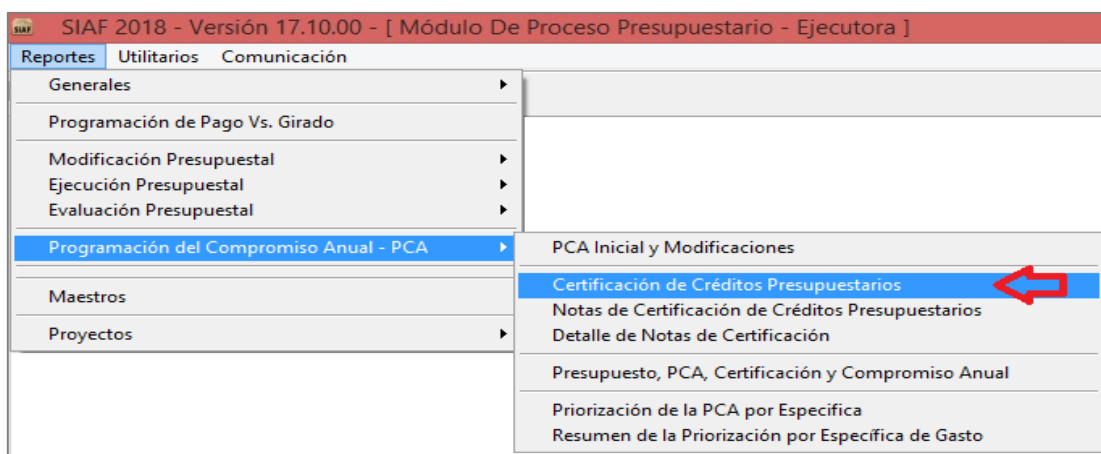 SIAF SIAF 2018 - Versión 17.10.00 - [ Módulo De Proceso Presupuestario - Ejecutora ]
Reportes Utilitarios Comunicación
Generales
Programación de Pago Vs. Girado
Modificación Presupuestal
Ejecución Presupuestal
Evaluación Presupuestal
Programación del Compromiso Anual - PCA
Maestros
Proyectos
PCA Inicial y Modificaciones
Certificación de Créditos Presupuestarios
Notas de Certificación de Créditos Presupuestarios
Detalle de Notas de Certificación
Presupuesto, PCA, Certificación y Compromiso Anual
Priorización de la PCA por Especifica
Resumen de la Priorización por Específica de Gasto